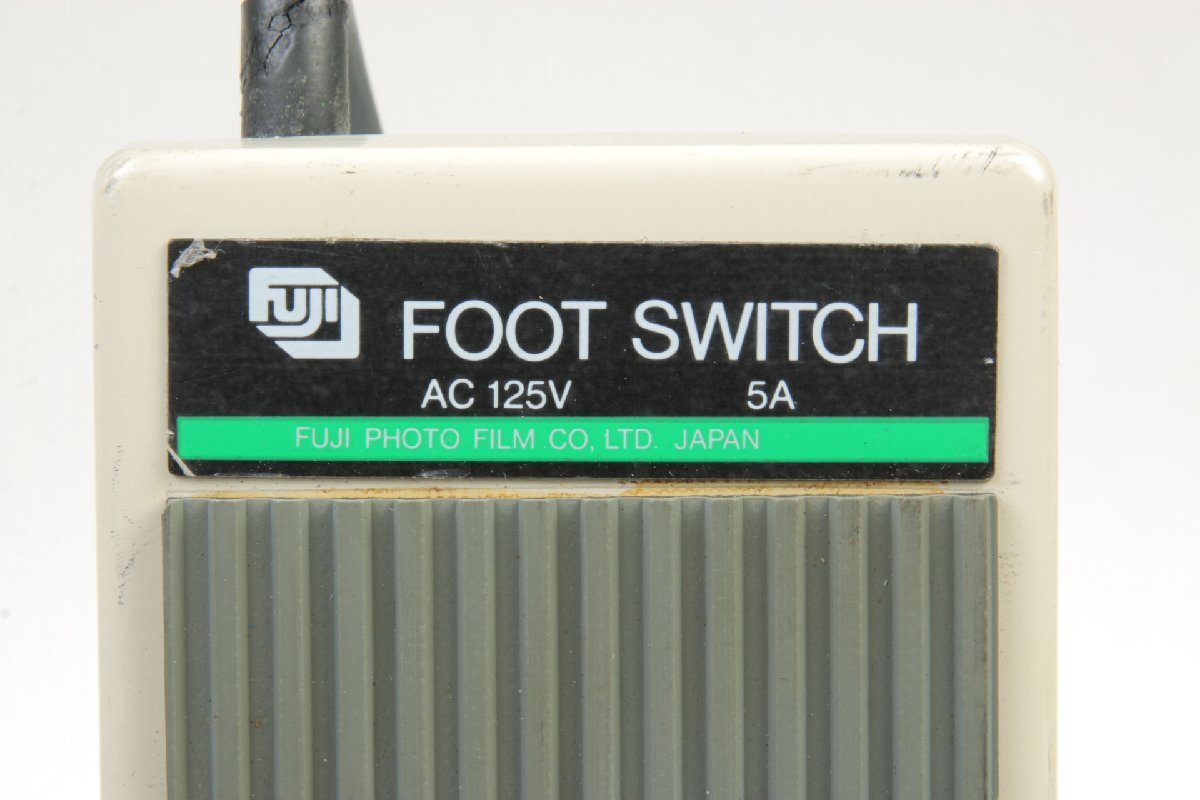 FUJI FOOT SWITCH
AC 125V 5A
FUJI PHOTO FILM CO., LTD. JAPAN